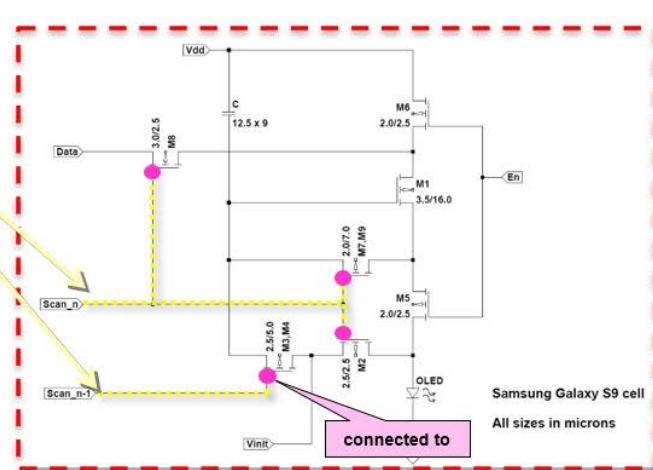 Vdd
C
12.5 x 9
M6
2.0/2.5
3.0/2.5
M8
Data
En
M1
3.5/16.0
2.0/7.0
M7,M9
Scan_n
M5
2.0/2.5
2.5/5.0
M3,M4
2.5/2.5
M2
OLED
Scan_n-1
Samsung Galaxy S9 cell
All sizes in microns
Vinit
connected to